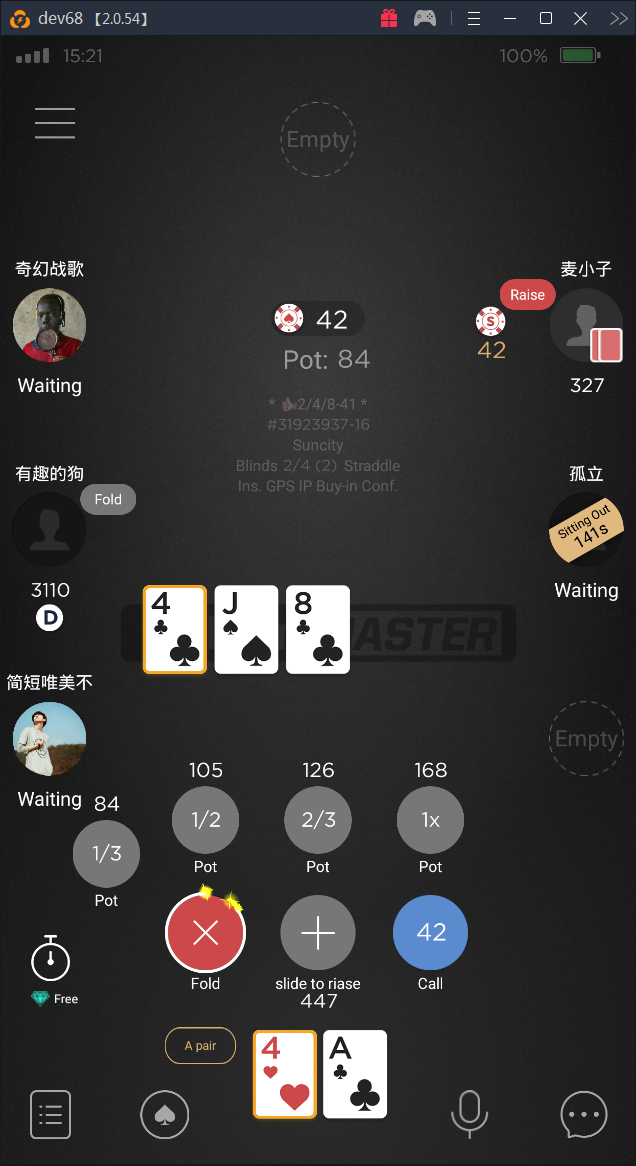 dev68 【2.0.54】
15:21
100%
Empty
奇幻战歌
麦小子
Raise
42
42
Pot: 84
Waiting
327
* 2/4/8-41 *
#31923937-16
Suncity
Blinds 2/4 (2) Straddle
Ins. GPS IP Buy-in Conf.
有趣的狗
孤立
Fold
Sitting Out
141s
3110
Waiting
D
4
J
8
MASTER
简短唯美不
Empty
Waiting
84
105
126
168
1/3
1/2
2/3
1x
Pot
Pot
Pot
Pot
42
Fold
slide to riase
Call
447
Free
A pair
4
A